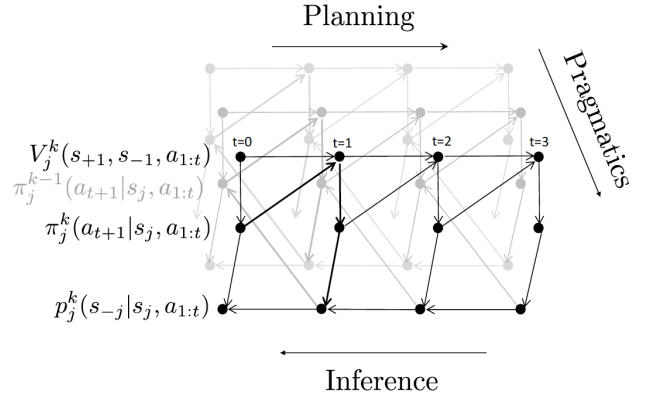 Planning
Pragmatics
t=0 t=1 t=2 t=3
V_j^k(s_{+1}, s_{-1}, a_{1:t})
π_j^{k-1}(a_{t+1}|s_j, a_{1:t})
π_j^k(a_{t+1}|s_j, a_{1:t})
p_j^k(s_{-j}|s_j, a_{1:t})
Inference